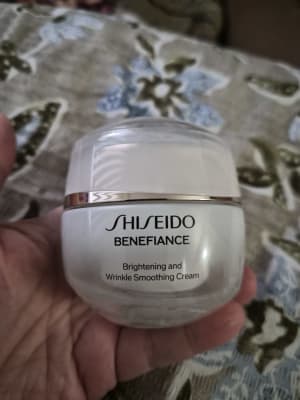 SHISEIDO
BENEFIANCE
Brightening and
Wrinkle Smoothing Cream